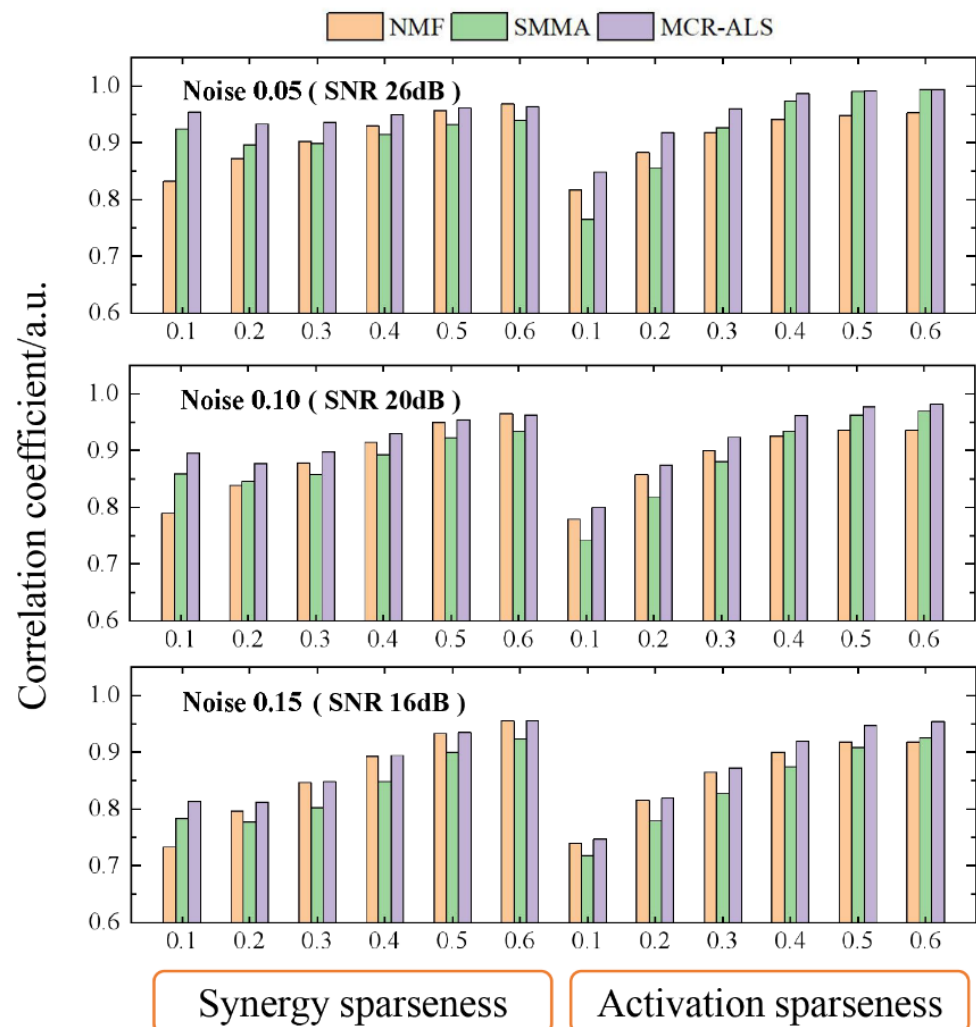 NMF SMMA MCR-ALS
Correlation coefficient/a.u.
Noise 0.05 ( SNR 26dB )
1.0
0.9
0.8
0.7
0.6
0.1 0.2 0.3 0.4 0.5 0.6 0.1 0.2 0.3 0.4 0.5 0.6
Noise 0.10 ( SNR 20dB )
1.0
0.9
0.8
0.7
0.6
0.1 0.2 0.3 0.4 0.5 0.6 0.1 0.2 0.3 0.4 0.5 0.6
Noise 0.15 ( SNR 16dB )
1.0
0.9
0.8
0.7
0.6
0.1 0.2 0.3 0.4 0.5 0.6 0.1 0.2 0.3 0.4 0.5 0.6
Synergy sparseness Activation sparseness